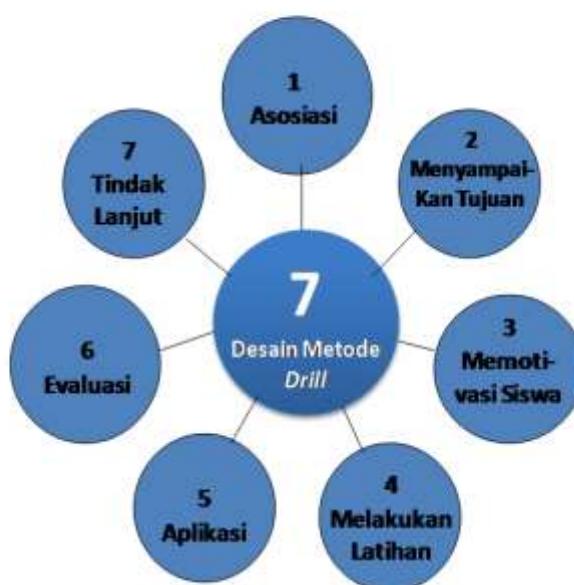 1
Asosiasi
2
Menyampai-
Kan Tujuan
3
Memoti-
vasi Siswa
4
Melakukan
Latihan
5
Aplikasi
6
Evaluasi
7
Tindak
Lanjut
7
Desain Metode
Drill